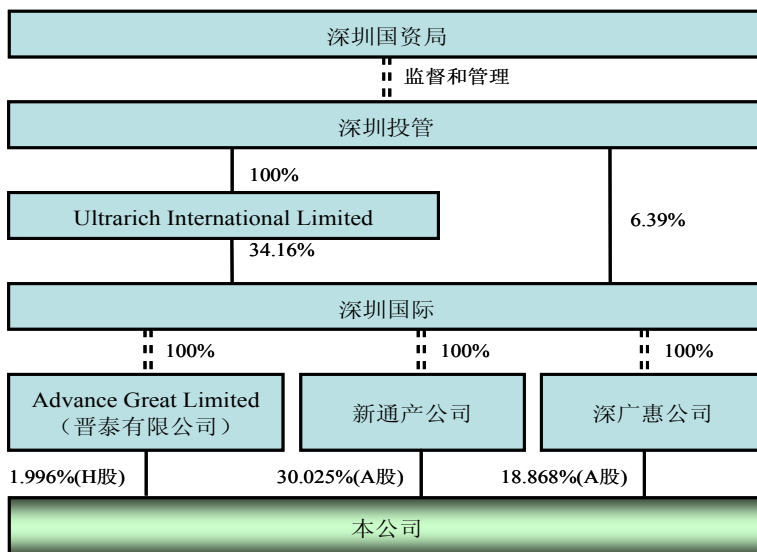 深圳国资局
监督和管理
深圳投管
100%
Ultrarich International Limited
6.39%
34.16%
深圳国际
100%
100%
100%
Advance Great Limited
（晋泰有限公司）
新通产公司
深广惠公司
1.996%(H股)
30.025%(A股)
18.868%(A股)
本公司